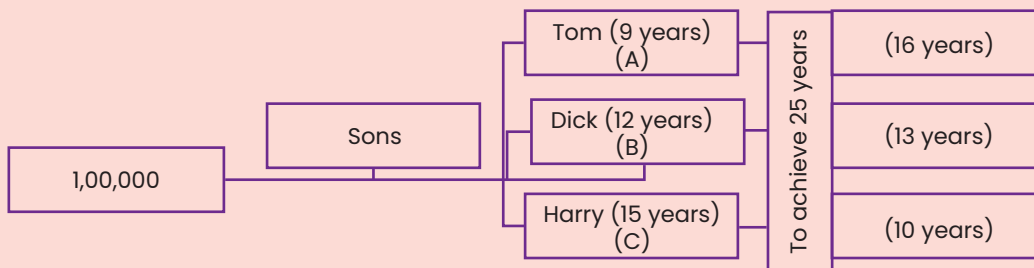 1,00,000
Sons
Tom (9 years)
(A)
Dick (12 years)
(B)
Harry (15 years)
(C)
To achieve 25 years
(16 years)
(13 years)
(10 years)